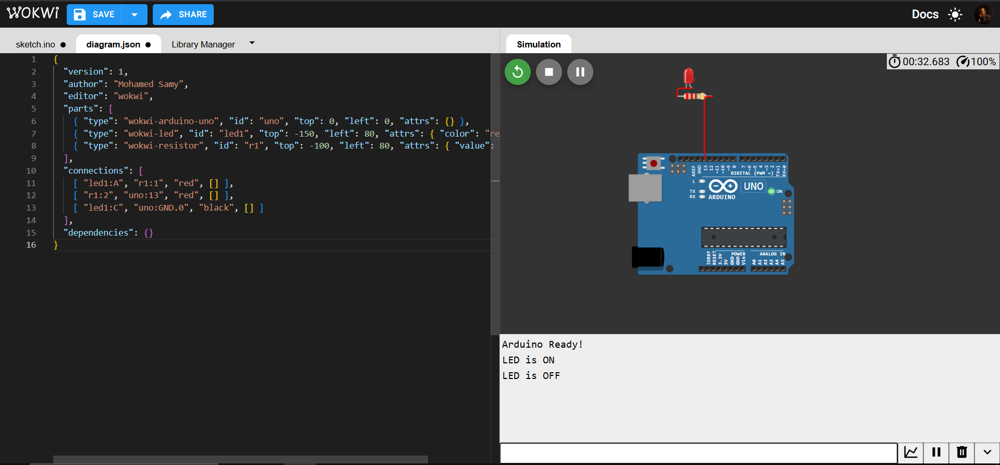 WOKWi SAVE SHARE Docs
sketch.ino ● diagram.json ● Library Manager
Simulation
1 {
2 "version": 1,
3 "author": "Mohamed Samy",
4 "editor": "wokwi",
5 "parts": [
6 { "type": "wokwi-arduino-uno", "id": "uno", "top": 0, "left": 0, "attrs": {} },
7 { "type": "wokwi-led", "id": "led1", "top": -150, "left": 80, "attrs": { "color": "re
8 { "type": "wokwi-resistor", "id": "r1", "top": -100, "left": 80, "attrs": { "value":
9 ],
10 "connections": [
11 [ "led1:A", "r1:1", "red", [] ],
12 [ "r1:2", "uno:13", "red", [] ],
13 [ "led1:C", "uno:GND.0", "black", [] ]
14 ],
15 "dependencies": {}
16 }
00:32.683 100%
AREF GND 13 12 ~11 ~10 ~9 8 7 ~6 ~5 4 ~3 2 TX→1 RX←0
DIGITAL (PWM ~)
L
TX
RX
UNO
ON
ARDUINO
IOREF RESET 3.3V 5V GND GND Vin
POWER
ANALOG IN
A0 A1 A2 A3 A4 A5
Arduino Ready!
LED is ON
LED is OFF